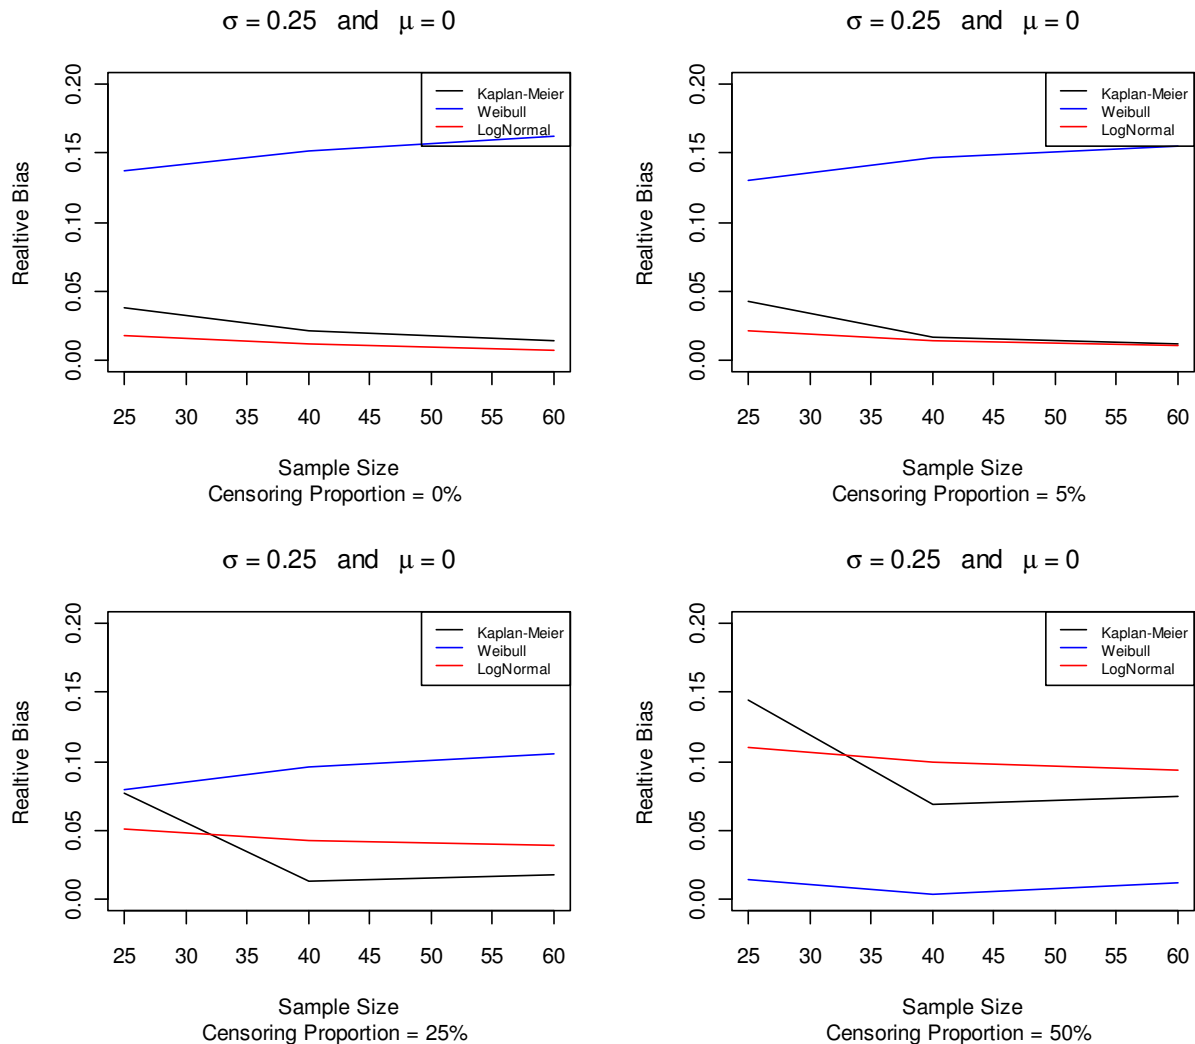 σ = 0.25 and μ = 0
Realtive Bias
0.00 0.05 0.10 0.15 0.20
Kaplan-Meier
Weibull
LogNormal
25 30 35 40 45 50 55 60
Sample Size
Censoring Proportion = 0%
σ = 0.25 and μ = 0
Realtive Bias
0.00 0.05 0.10 0.15 0.20
Kaplan-Meier
Weibull
LogNormal
25 30 35 40 45 50 55 60
Sample Size
Censoring Proportion = 5%
σ = 0.25 and μ = 0
Realtive Bias
0.00 0.05 0.10 0.15 0.20
Kaplan-Meier
Weibull
LogNormal
25 30 35 40 45 50 55 60
Sample Size
Censoring Proportion = 25%
σ = 0.25 and μ = 0
Realtive Bias
0.00 0.05 0.10 0.15 0.20
Kaplan-Meier
Weibull
LogNormal
25 30 35 40 45 50 55 60
Sample Size
Censoring Proportion = 50%